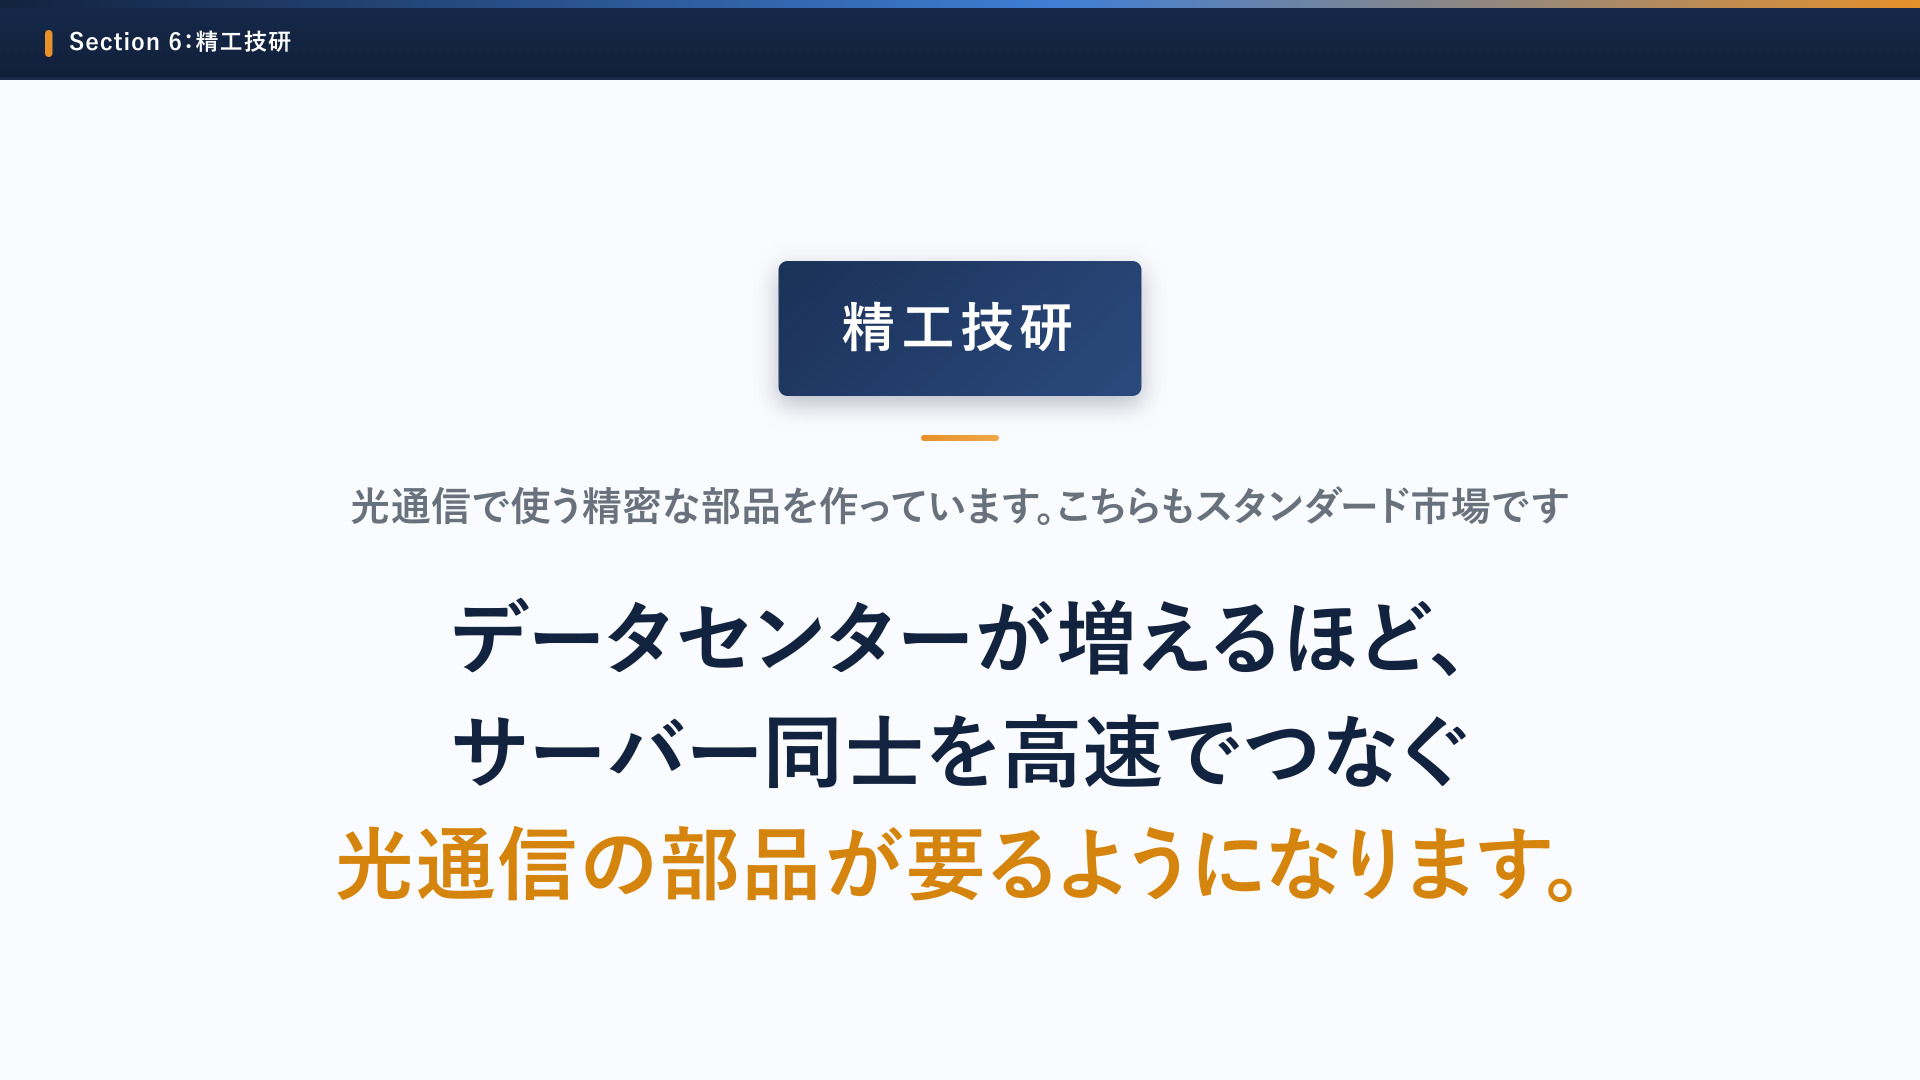 Section 6：精工技研
精工技研
光通信で使う精密な部品を作っています。こちらもスタンダード市場です
データセンターが増えるほど、
サーバー同士を高速でつなぐ
光通信の部品が要るようになります。